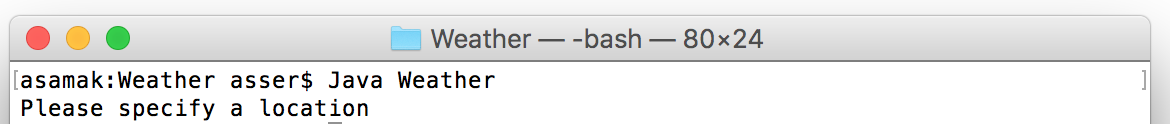 Weather — -bash — 80×24
asamak:Weather asser$ Java Weather
Please specify a location